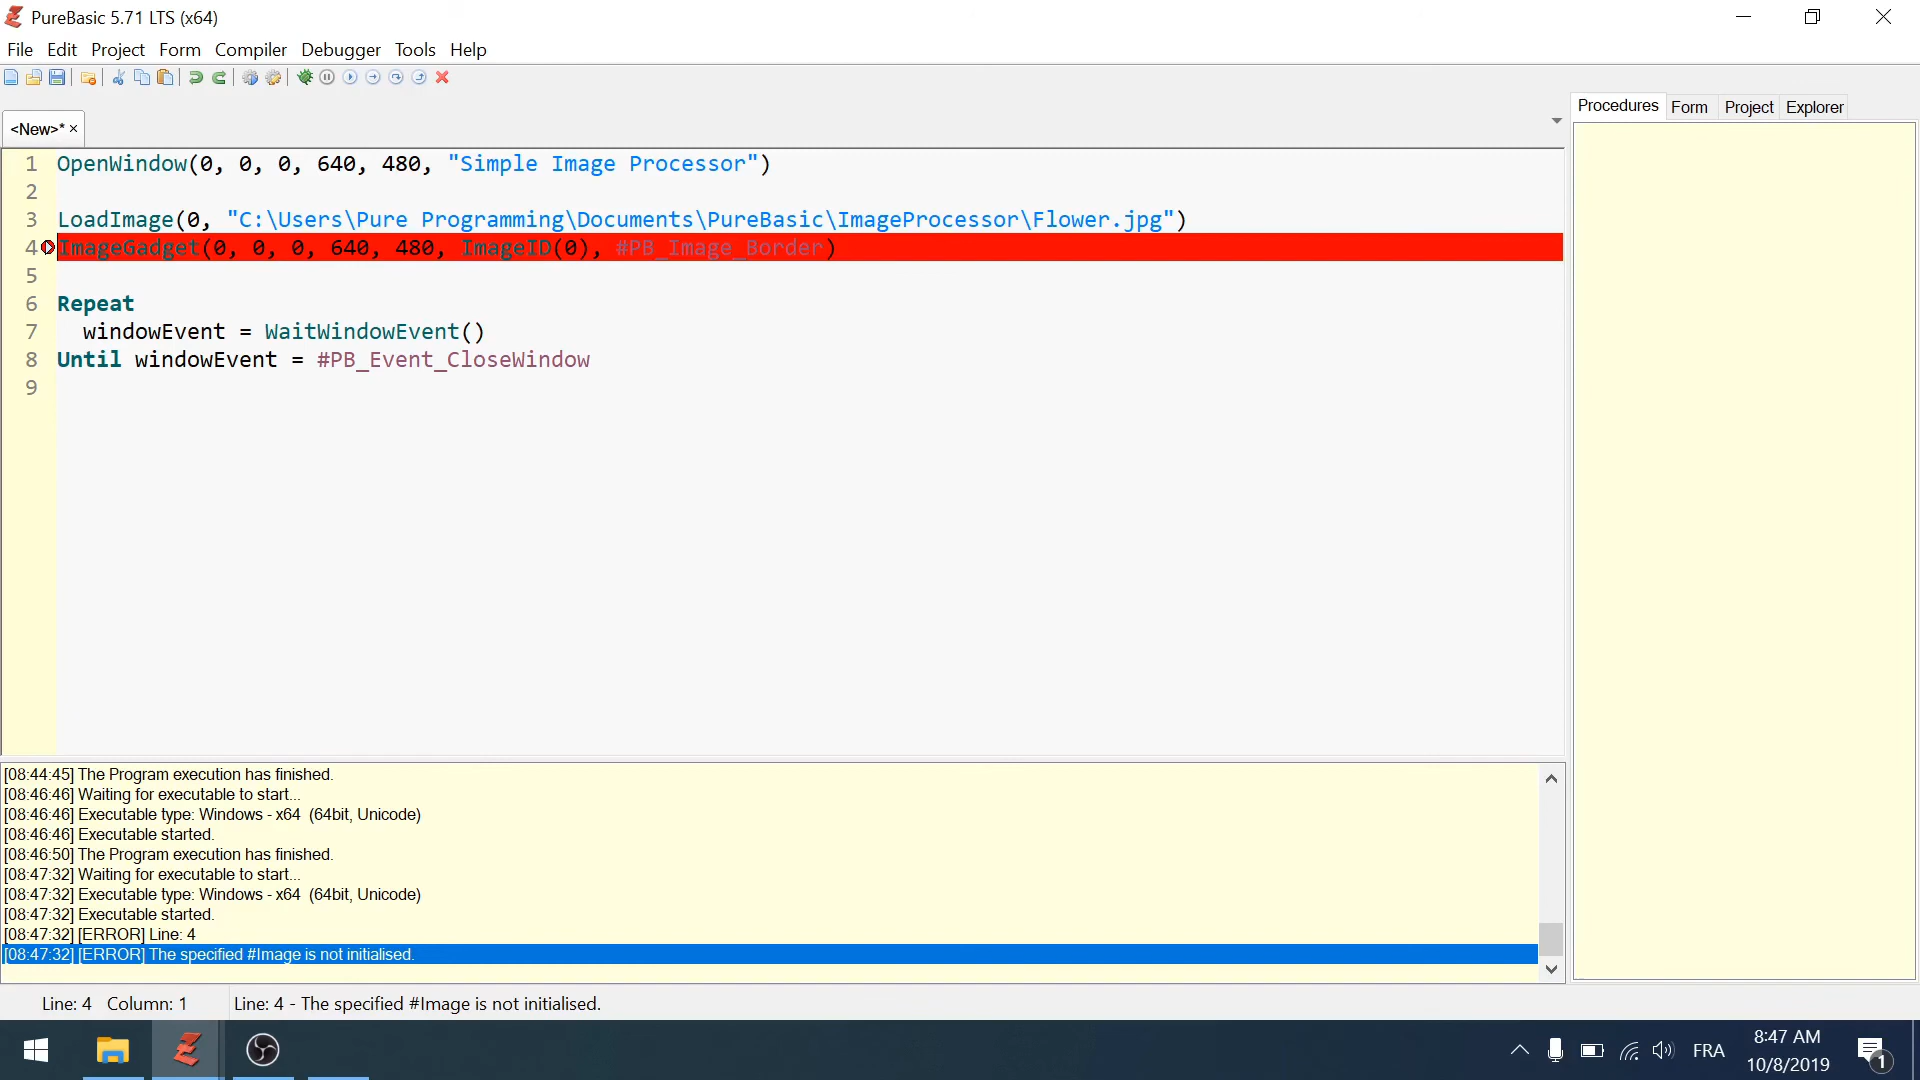 PureBasic 5.71 LTS (x64)
File Edit Project Form Compiler Debugger Tools Help
<New>* ×
Procedures Form Project Explorer
1 OpenWindow(0, 0, 0, 640, 480, "Simple Image Processor")
2
3 LoadImage(0, "C:\Users\Pure Programming\Documents\PureBasic\ImageProcessor\Flower.jpg")
4 ImageGadget(0, 0, 0, 640, 480, ImageID(0), #PB_Image_Border)
5
6 Repeat
7 windowEvent = WaitWindowEvent()
8 Until windowEvent = #PB_Event_CloseWindow
9
[08:44:45] The Program execution has finished.
[08:46:46] Waiting for executable to start...
[08:46:46] Executable type: Windows - x64 (64bit, Unicode)
[08:46:46] Executable started.
[08:46:50] The Program execution has finished.
[08:47:32] Waiting for executable to start...
[08:47:32] Executable type: Windows - x64 (64bit, Unicode)
[08:47:32] Executable started.
[08:47:32] [ERROR] Line: 4
[08:47:32] [ERROR] The specified #Image is not initialised.
Line: 4 Column: 1 Line: 4 - The specified #Image is not initialised.
FRA
8:47 AM
10/8/2019
1